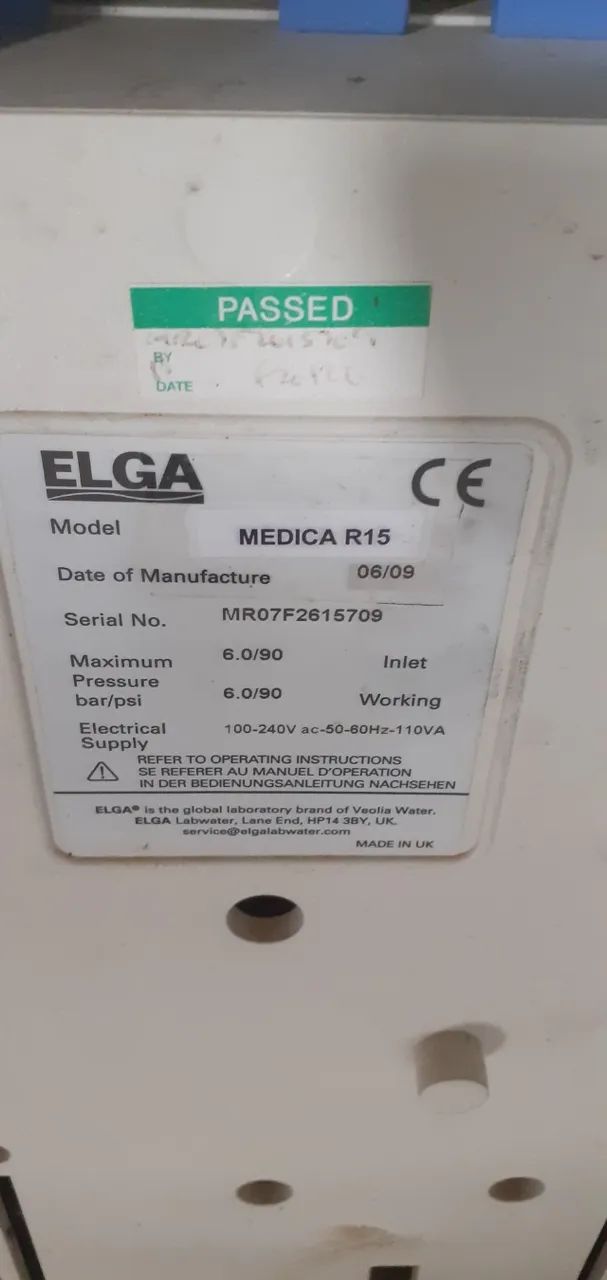 PASSED
BY
DATE
ELGA
CE
Model MEDICA R15
Date of Manufacture 06/09
Serial No. MR07F2615709
Maximum 6.0/90 Inlet
Pressure
bar/psi 6.0/90 Working
Electrical 100-240V ac-50-60Hz-110VA
Supply
REFER TO OPERATING INSTRUCTIONS
SE REFERER AU MANUEL D'OPERATION
IN DER BEDIENUNGSANLEITUNG NACHSEHEN
ELGA® is the global laboratory brand of Veolia Water.
ELGA Labwater, Lane End, HP14 3BY, UK.
service@elgalabwater.com
MADE IN UK